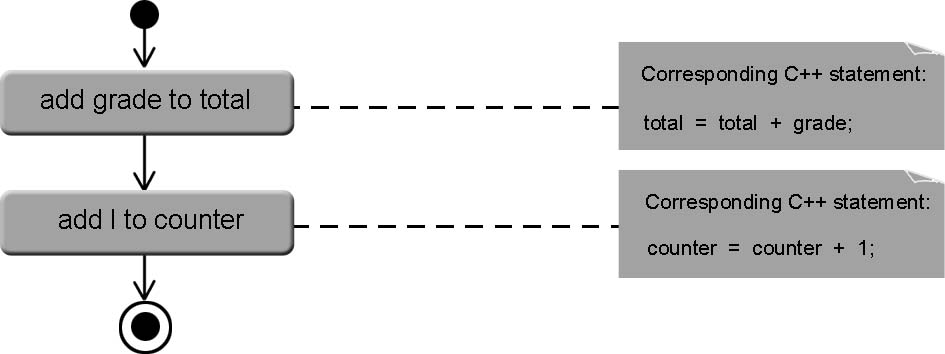 add grade to total
Corresponding C++ statement:
total = total + grade;
add l to counter
Corresponding C++ statement:
counter = counter + 1;